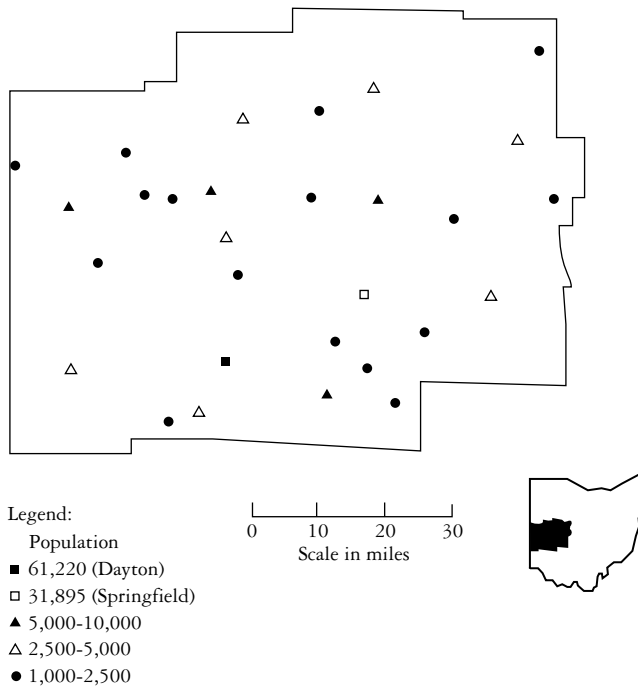 Legend:
Population
61,220 (Dayton)
31,895 (Springfield)
5,000-10,000
2,500-5,000
1,000-2,500
0 10 20 30
Scale in miles